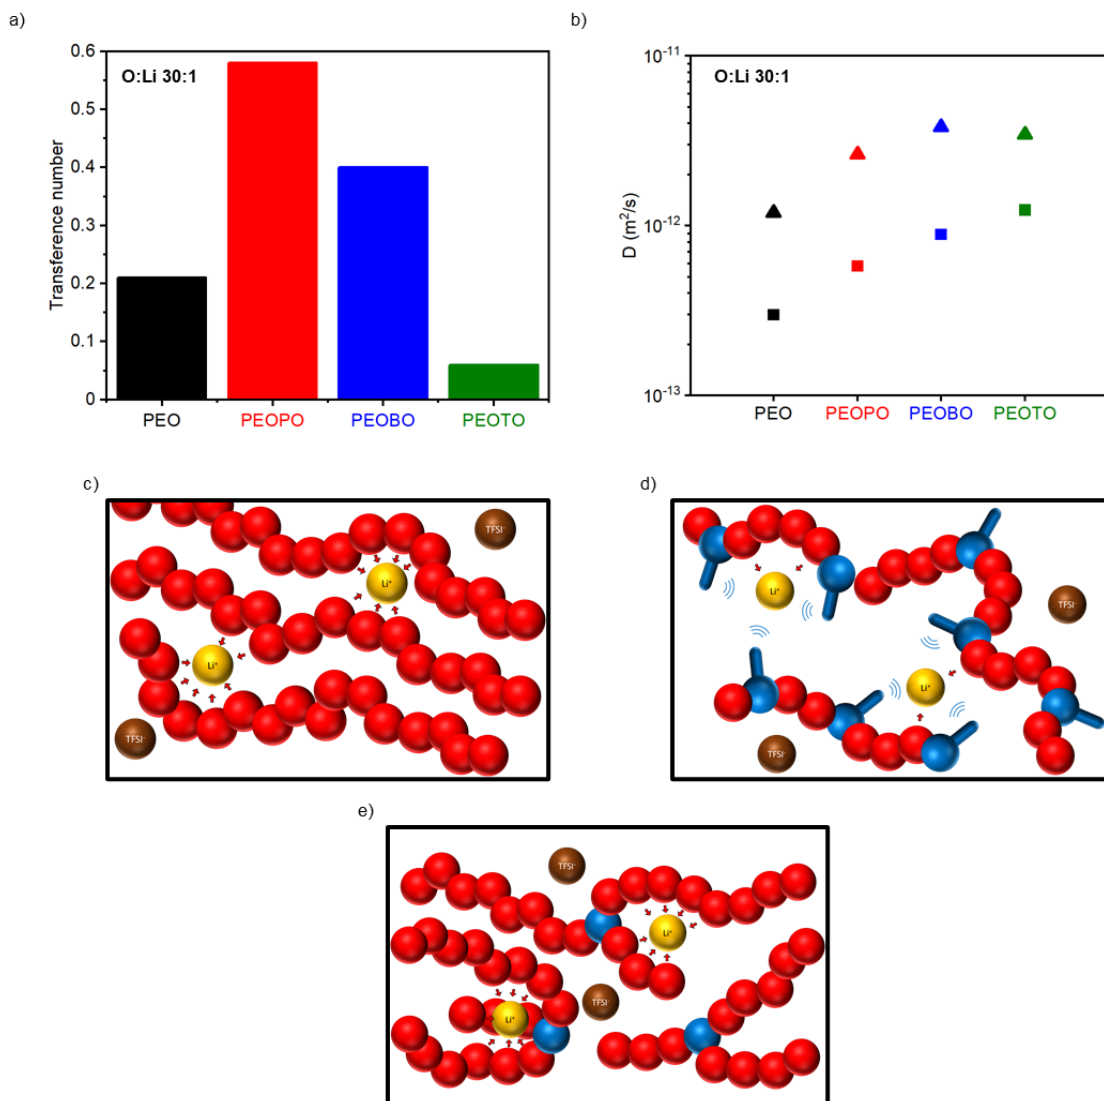 a)
b)
O:Li 30:1
Transference number
0.6
0.5
0.4
0.3
0.2
0.1
0
PEO
PEOPO
PEOBO
PEOTO
O:Li 30:1
D (m²/s)
10⁻¹¹
10⁻¹²
10⁻¹³
PEO
PEOPO
PEOBO
PEOTO
c)
d)
TFSI⁻
Li⁺
Li⁺
TFSI⁻
Li⁺
TFSI⁻
Li⁺
TFSI⁻
e)
TFSI⁻
Li⁺
TFSI⁻
Li⁺